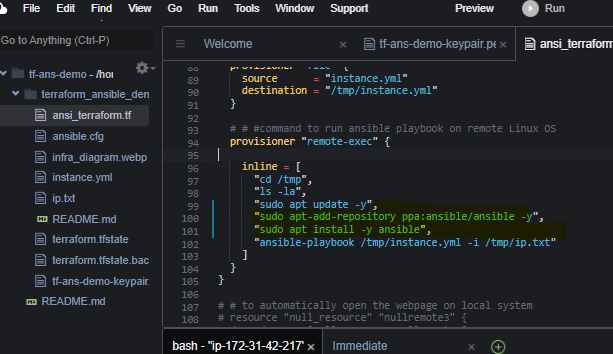 File Edit Find View Go Run Tools Window Support Preview Run
Go to Anything (Ctrl-P)
Welcome
tf-ans-demo-keypair.pe
ansi_terraform
tf-ans-demo - /hor
terraform_ansible_den
ansi_terraform.tf
ansible.cfg
infra_diagram.webp
instance.yml
ip.txt
README.md
terraform.tfstate
terraform.tfstate.bac
tf-ans-demo-keypair.
README.md
88 provisioner "file" {
89 source = "instance.yml"
90 destination = "/tmp/instance.yml"
91 }
93
94 # # #command to run ansible playbook on remote Linux OS
94 provisioner "remote-exec" {
95
96 inline = [
97 "cd /tmp",
98 "ls -la",
99 "sudo apt update -y",
100 "sudo apt-add-repository ppa:ansible/ansible -y",
101 "sudo apt install -y ansible",
102 "ansible-playbook /tmp/instance.yml -i /tmp/ip.txt"
103 ]
104 }
105 }
106
107 # # to automatically open the webpage on local system
108 # resource "null_resource" "nullremote3" {
bash - "ip-172-31-42-217"
Immediate